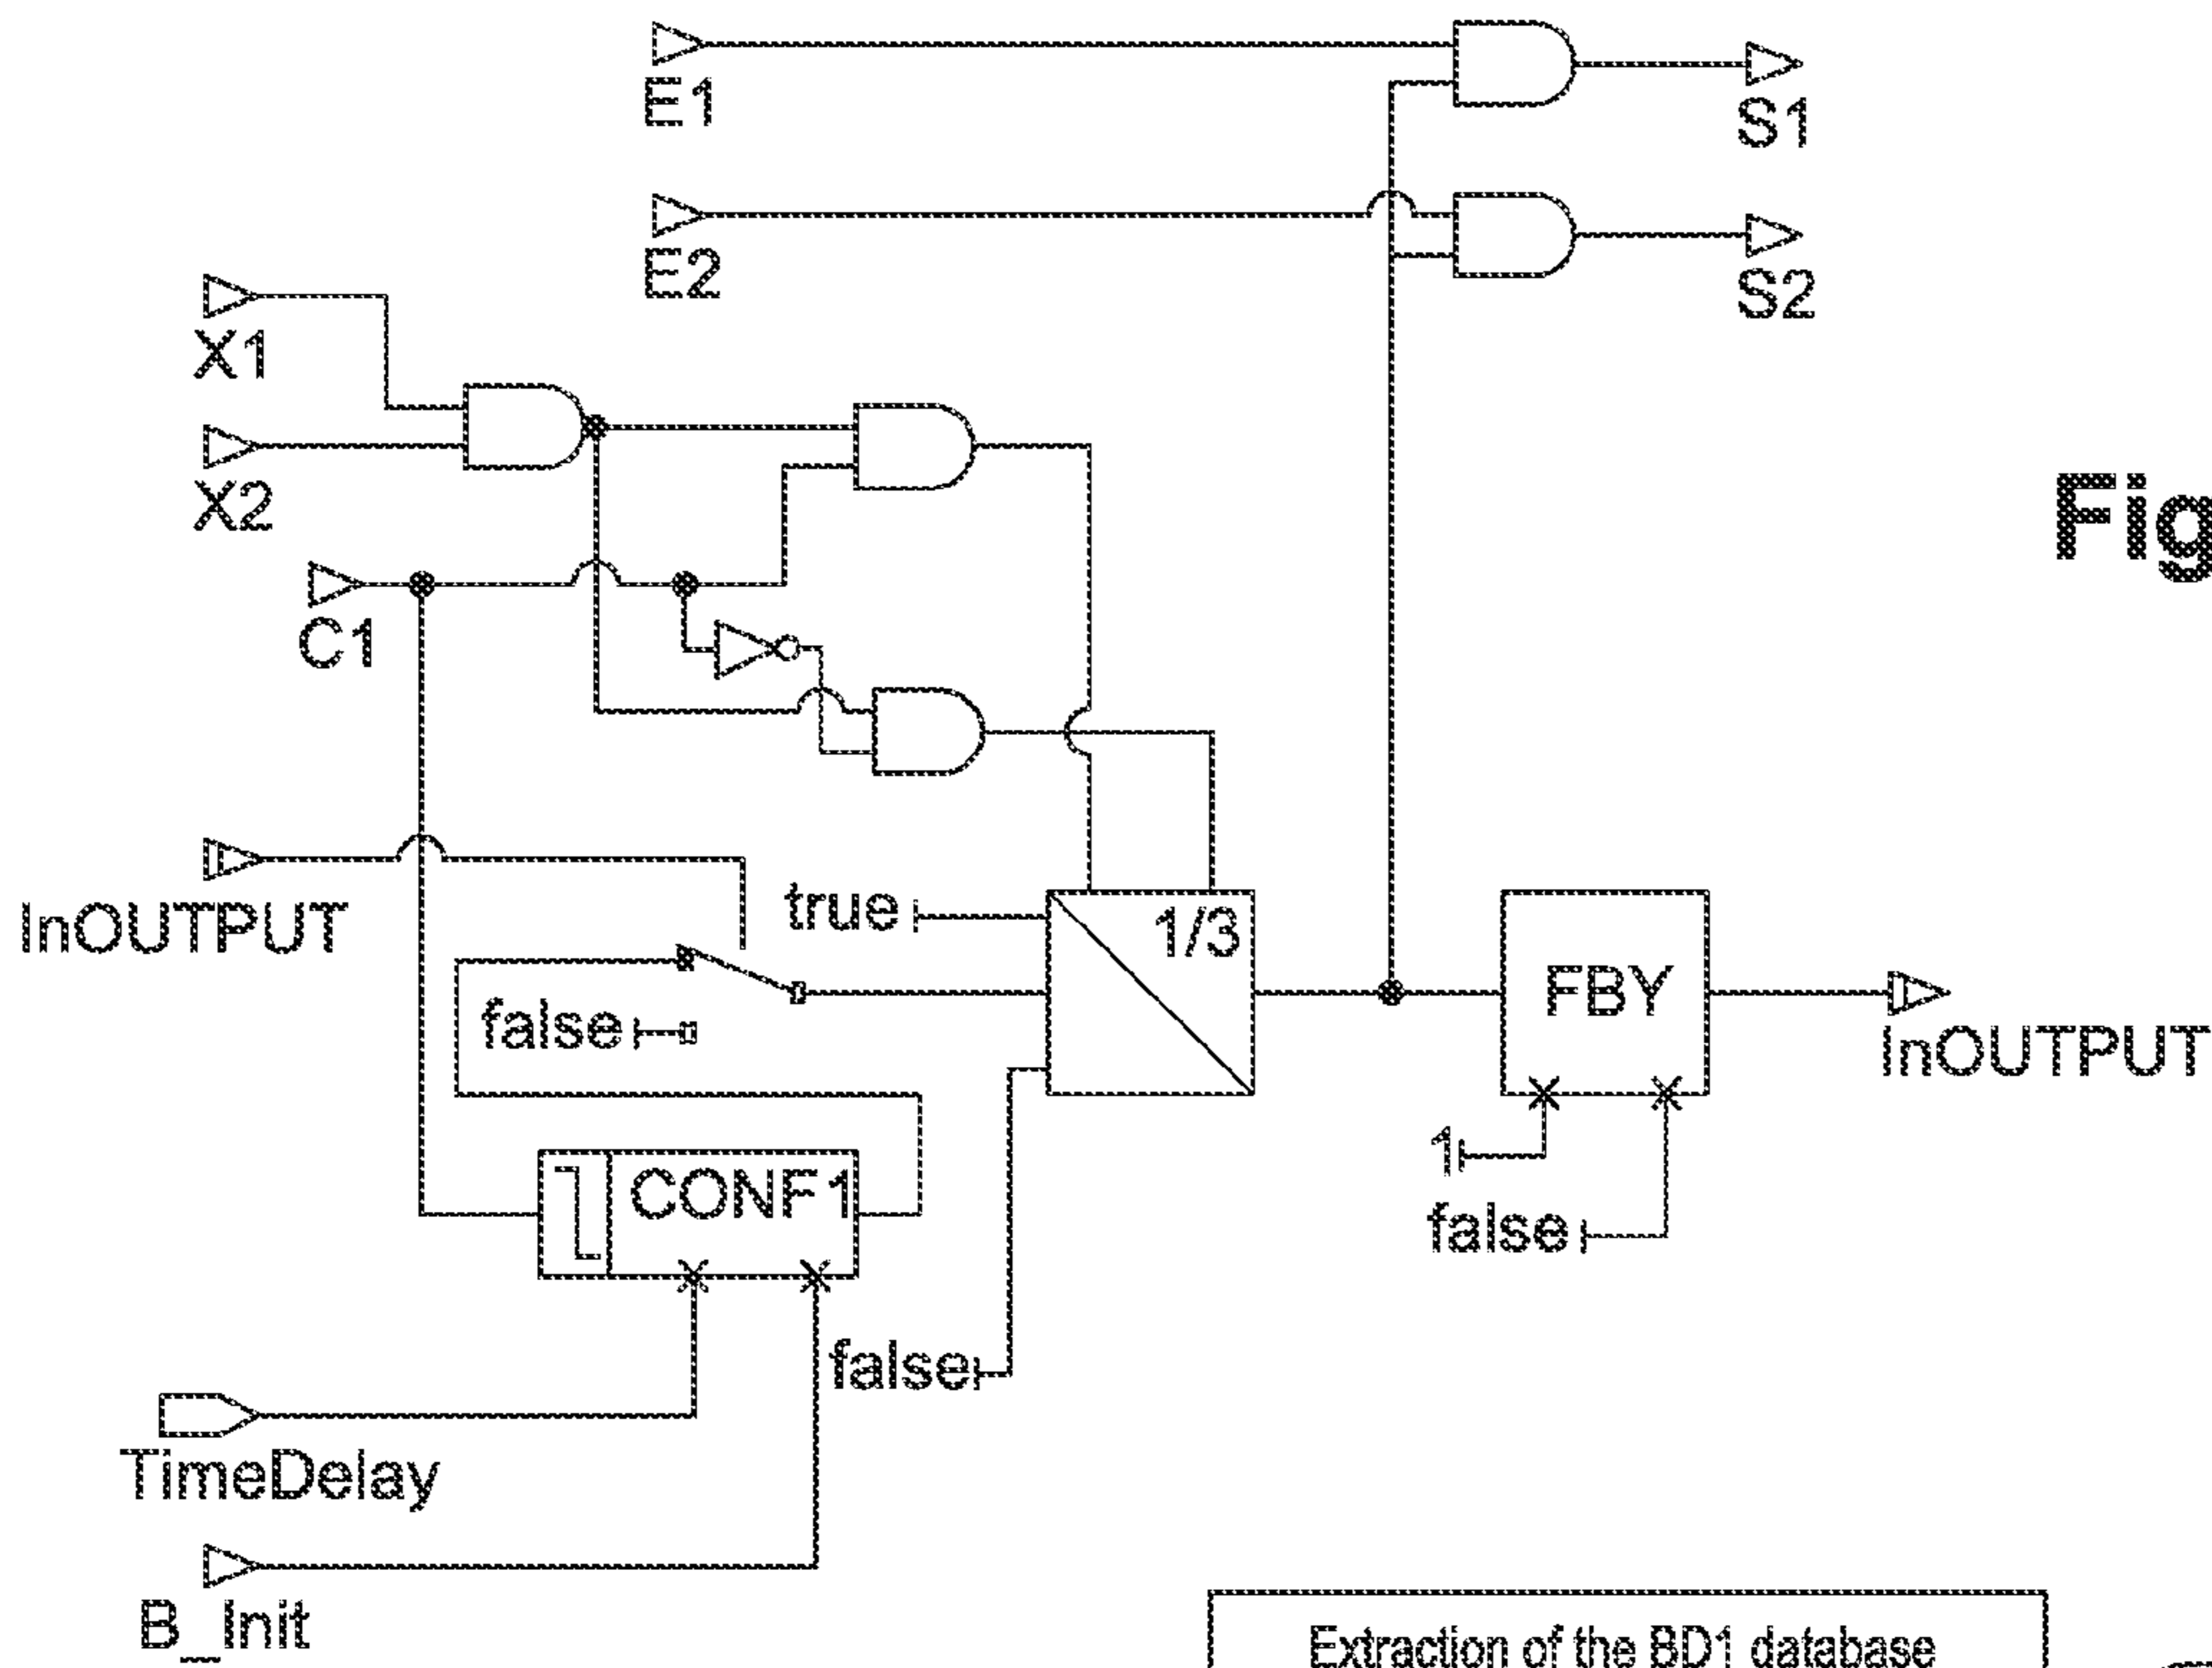 E1
S1
E2
S2
X1
X2
Fig
C1
InOUTPUT
true
1/3
false
FBY
InOUTPUT
CONF1
1
false
false
TimeDelay
B_Init
Extraction of the BD1 database